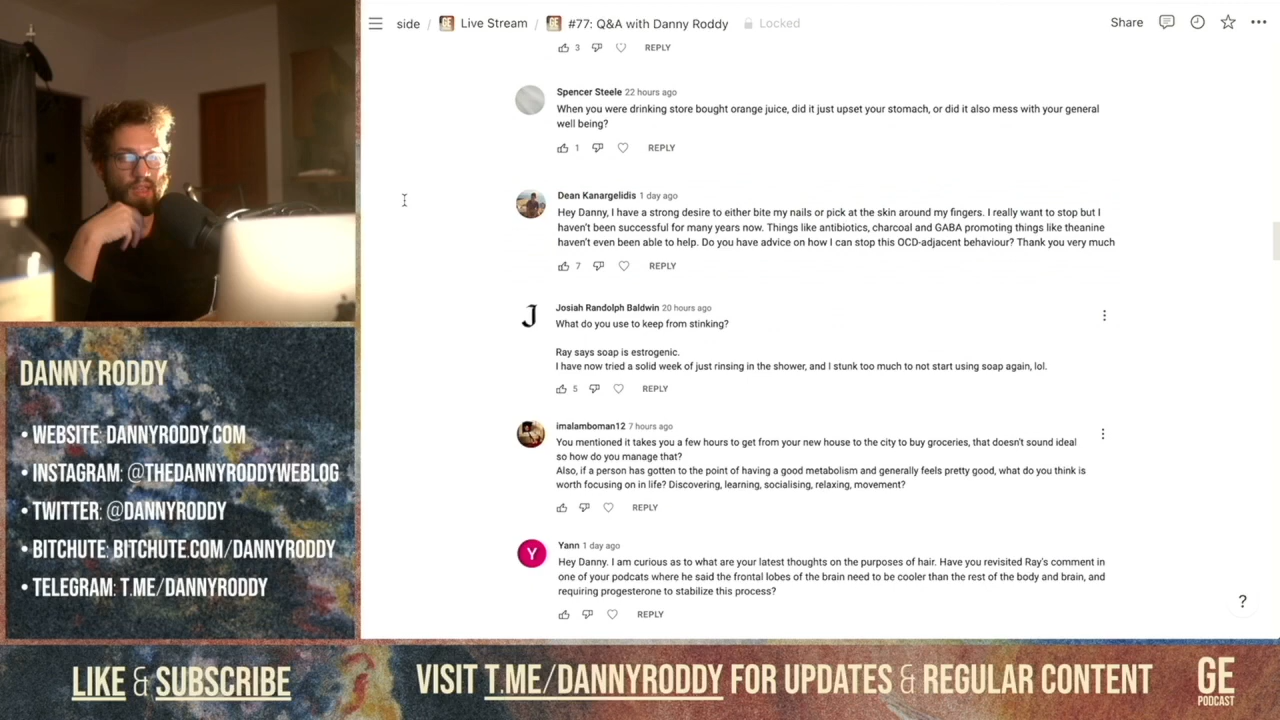 side / Live Stream / #77: Q&A with Danny Roddy Locked Share
3 REPLY
Spencer Steele 22 hours ago
When you were drinking store bought orange juice, did it just upset your stomach, or did it also mess with your general
well being?
1 REPLY
Dean Kanargelidis 1 day ago
Hey Danny, I have a strong desire to either bite my nails or pick at the skin around my fingers. I really want to stop but I
haven't been successful for many years now. Things like antibiotics, charcoal and GABA promoting things like theanine
haven't even been able to help. Do you have advice on how I can stop this OCD-adjacent behaviour? Thank you very much
7 REPLY
J
Josiah Randolph Baldwin 20 hours ago
What do you use to keep from stinking?
Ray says soap is estrogenic.
I have now tried a solid week of just rinsing in the shower, and I stunk too much to not start using soap again, lol.
5 REPLY
imalamboman12 7 hours ago
You mentioned it takes you a few hours to get from your new house to the city to buy groceries, that doesn't sound ideal
so how do you manage that?
Also, if a person has gotten to the point of having a good metabolism and generally feels pretty good, what do you think is
worth focusing on in life? Discovering, learning, socialising, relaxing, movement?
REPLY
Y
Yann 1 day ago
Hey Danny. I am curious as to what are your latest thoughts on the purposes of hair. Have you revisited Ray's comment in
one of your podcats where he said the frontal lobes of the brain need to be cooler than the rest of the body and brain, and
requiring progesterone to stabilize this process?
REPLY
?
DANNY RODDY
• WEBSITE: DANNYRODDY.COM
• INSTAGRAM: @THEDANNYRODDYWEBLOG
• TWITTER: @DANNYRODDY
• BITCHUTE: BITCHUTE.COM/DANNYRODDY
• TELEGRAM: T.ME/DANNYRODDY
LIKE & SUBSCRIBE
VISIT T.ME/DANNYRODDY FOR UPDATES & REGULAR CONTENT
GE
PODCAST